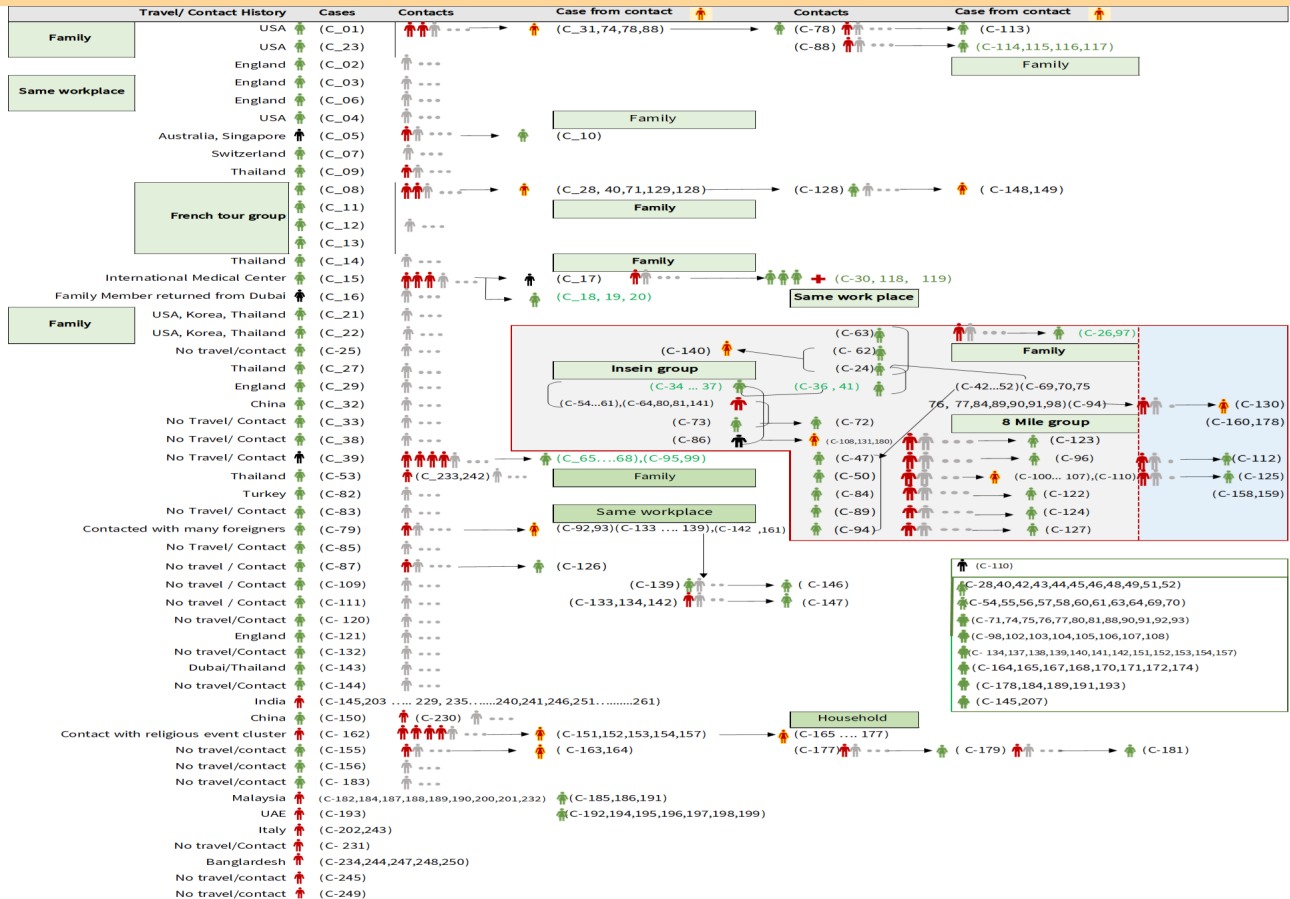 Travel/ Contact History Cases Contacts Case from contact Contacts Case from contact
Family USA (C_01) (C_31,74,78,88) (C-78) (C-113)
USA (C_23) (C-88) (C-114,115,116,117)
England (C_02) Family
Same workplace England (C_03)
England (C_06)
USA (C_04) Family
Australia, Singapore (C_05) (C_10)
Switzerland (C_07)
Thailand (C_09)
French tour group (C_08) (C_28, 40,71,129,128) (C-128) ( C-148,149)
(C_11) Family
(C_12)
(C_13)
Thailand (C_14) Family
International Medical Center (C_15) (C_17) (C-30, 118, 119)
Family Member returned from Dubai (C_16) (C_18, 19, 20) Same work place
Family USA, Korea, Thailand (C_21)
USA, Korea, Thailand (C_22) (C-63) (C-26,97)
No travel/contact (C-25) (C-140) (C- 62) Family
Thailand (C_27) Insein group (C-24)
England (C_29) (C-34 ... 37) (C-36 , 41) (C-42...52)(C-69,70,75
China (C_32) (C-54...61),(C-64,80,81,141) 76, 77,84,89,90,91,98)(C-94) (C-130)
No Travel/ Contact (C_33) (C-73) (C-72) 8 Mile group (C-160,178)
No Travel/ Contact (C_38) (C-86) (C-108,131,180) (C-123)
No Travel/ Contact (C_39) (C_65....68),(C-95,99) (C-47) (C-96) (C-112)
Thailand (C-53) (C_233,242) Family (C-50) (C-100... 107),(C-110) (C-125)
Turkey (C-82) (C-84) (C-122) (C-158,159)
No Travel/ Contact (C-83) Same workplace (C-89) (C-124)
Contacted with many foreigners (C-79) (C-92,93)(C-133 .... 139),(C-142 ,161) (C-94) (C-127)
No Travel/ Contact (C-85)
No travel / Contact (C-87) (C-126) (C-110)
No travel / Contact (C-109) (C-139) ( C-146) (C-28,40,42,43,44,45,46,48,49,51,52)
No travel / Contact (C-111) (C-133,134,142) (C-147) (C-54,55,56,57,58,60,61,63,64,69,70)
No travel/Contact (C- 120) (C-71,74,75,76,77,80,81,88,90,91,92,93)
England (C-121) (C-98,102,103,104,105,106,107,108)
No travel/Contact (C-132) (C- 134,137,138,139,140,141,142,151,152,153,154,157)
Dubai/Thailand (C-143) (C-164,165,167,168,170,171,172,174)
No travel/Contact (C-144) (C-178,184,189,191,193)
India (C-145,203 ..... 229, 235.......240,241,246,251.........261) (C-145,207)
China (C-150) (C-230) Household
Contact with religious event cluster (C- 162) (C-151,152,153,154,157) (C-165 .... 177)
No travel/contact (C-155) ( C-163,164) (C-177) ( C-179) (C-181)
No travel/contact (C-156)
No travel/contact (C- 183)
Malaysia (C-182,184,187,188,189,190,200,201,232) (C-185,186,191)
UAE (C-193) (C-192,194,195,196,197,198,199)
Italy (C-202,243)
No travel/Contact (C- 231)
Banglardesh (C-234,244,247,248,250)
No travel/contact (C-245)
No travel/contact (C-249)